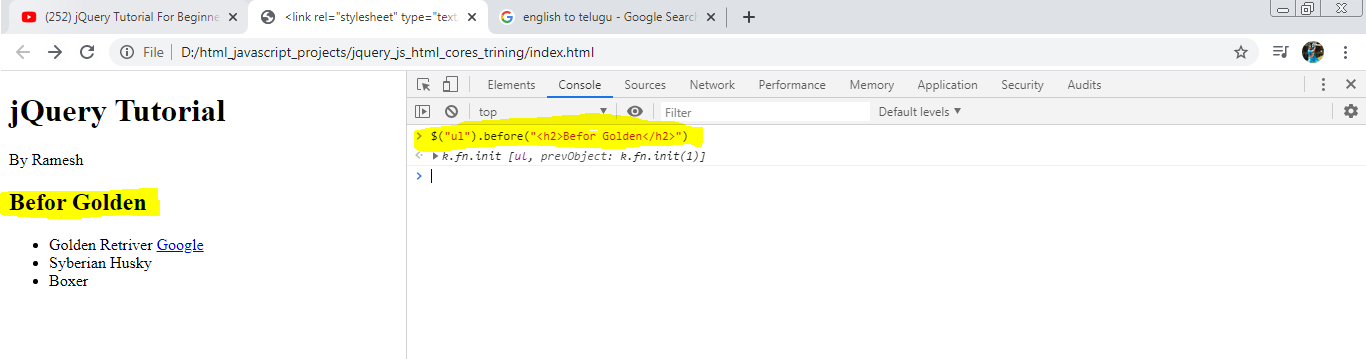 (252) jQuery Tutorial For Beginne
<link rel="stylesheet" type="text
english to telugu - Google Search
File D:/html_javascript_projects/jquery_js_html_cores_trining/index.html
jQuery Tutorial
By Ramesh
Befor Golden
Golden Retriver Google
Syberian Husky
Boxer
Elements Console Sources Network Performance Memory Application Security Audits
top Filter Default levels
$("ul").before("<h2>Befor Golden</h2>")
k.fn.init [ul, prevObject: k.fn.init(1)]